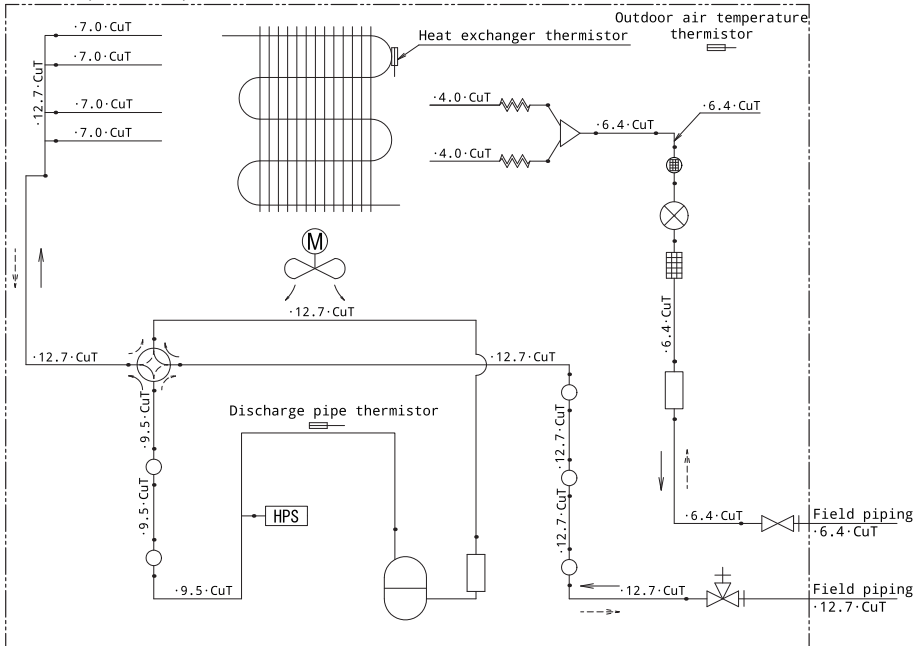 ·7.0·CuT
·7.0·CuT
·7.0·CuT
·7.0·CuT
·12.7·CuT
Heat exchanger thermistor
Outdoor air temperature
thermistor
·4.0·CuT
·4.0·CuT
·6.4·CuT
·6.4·CuT
M
·12.7·CuT
·12.7·CuT
·12.7·CuT
·6.4·CuT
·9.5·CuT
·9.5·CuT
Discharge pipe thermistor
HPS
·9.5·CuT
·12.7·CuT
·12.7·CuT
·6.4·CuT
Field piping
·6.4·CuT
·12.7·CuT
Field piping
·12.7·CuT